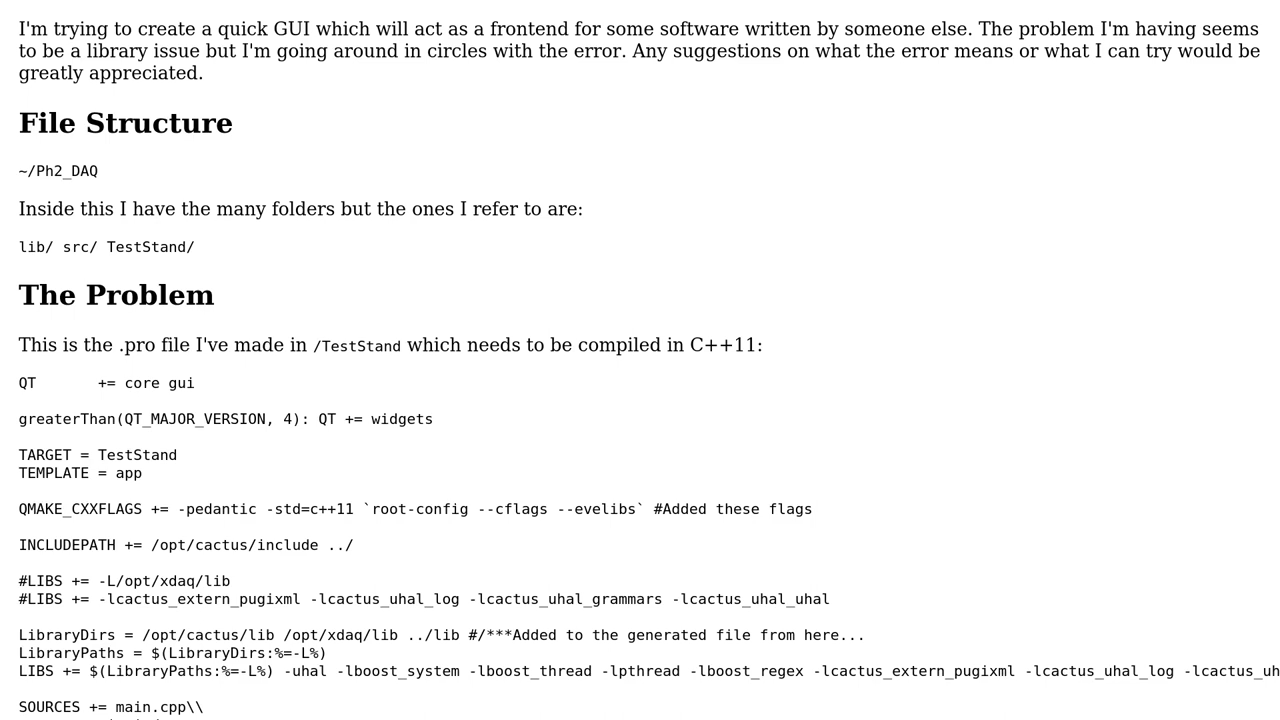 I'm trying to create a quick GUI which will act as a frontend for some software written by someone else. The problem I'm having seems
to be a library issue but I'm going around in circles with the error. Any suggestions on what the error means or what I can try would be
greatly appreciated.
File Structure
~/Ph2_DAQ
Inside this I have the many folders but the ones I refer to are:
lib/ src/ TestStand/
The Problem
This is the .pro file I've made in /TestStand which needs to be compiled in C++11:
QT       += core gui
greaterThan(QT_MAJOR_VERSION, 4): QT += widgets
TARGET = TestStand
TEMPLATE = app
QMAKE_CXXFLAGS += -pedantic -std=c++11 `root-config --cflags --evelibs` #Added these flags
INCLUDEPATH += /opt/cactus/include ../
#LIBS += -L/opt/xdaq/lib
#LIBS += -lcactus_extern_pugixml -lcactus_uhal_log -lcactus_uhal_grammars -lcactus_uhal_uhal
LibraryDirs = /opt/cactus/lib /opt/xdaq/lib ../lib #/***Added to the generated file from here...
LibraryPaths = $(LibraryDirs:%=-L%)
LIBS += $(LibraryPaths:%=-L%) -uhal -lboost_system -lboost_thread -lpthread -lboost_regex -lcactus_extern_pugixml -lcactus_uhal_log -lcactus_uh
SOURCES += main.cpp\\